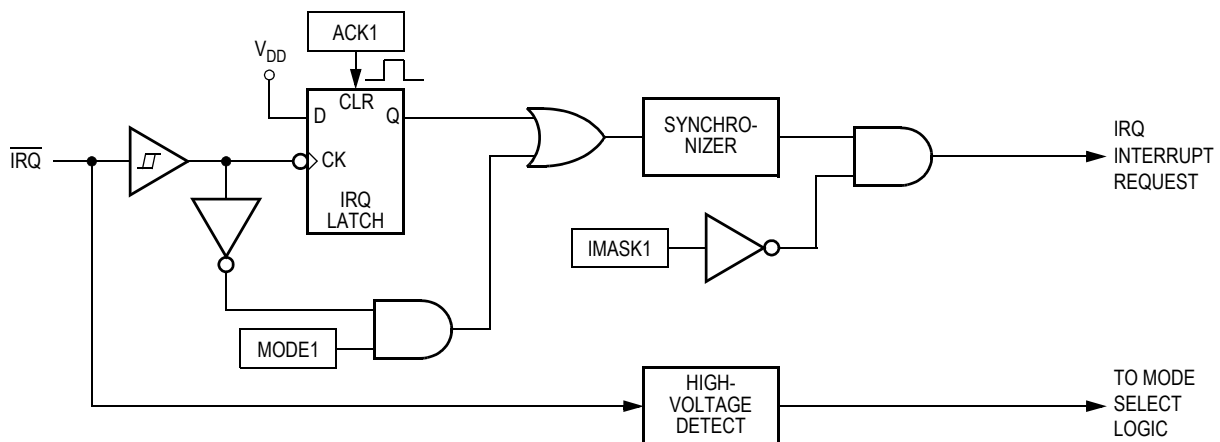 ACK1
VDD
D
CLR
Q
CK
IRQ
LATCH
IRQ
SYNCHRO-
NIZER
IRQ
INTERRUPT
REQUEST
IMASK1
MODE1
HIGH-
VOLTAGE
DETECT
TO MODE
SELECT
LOGIC